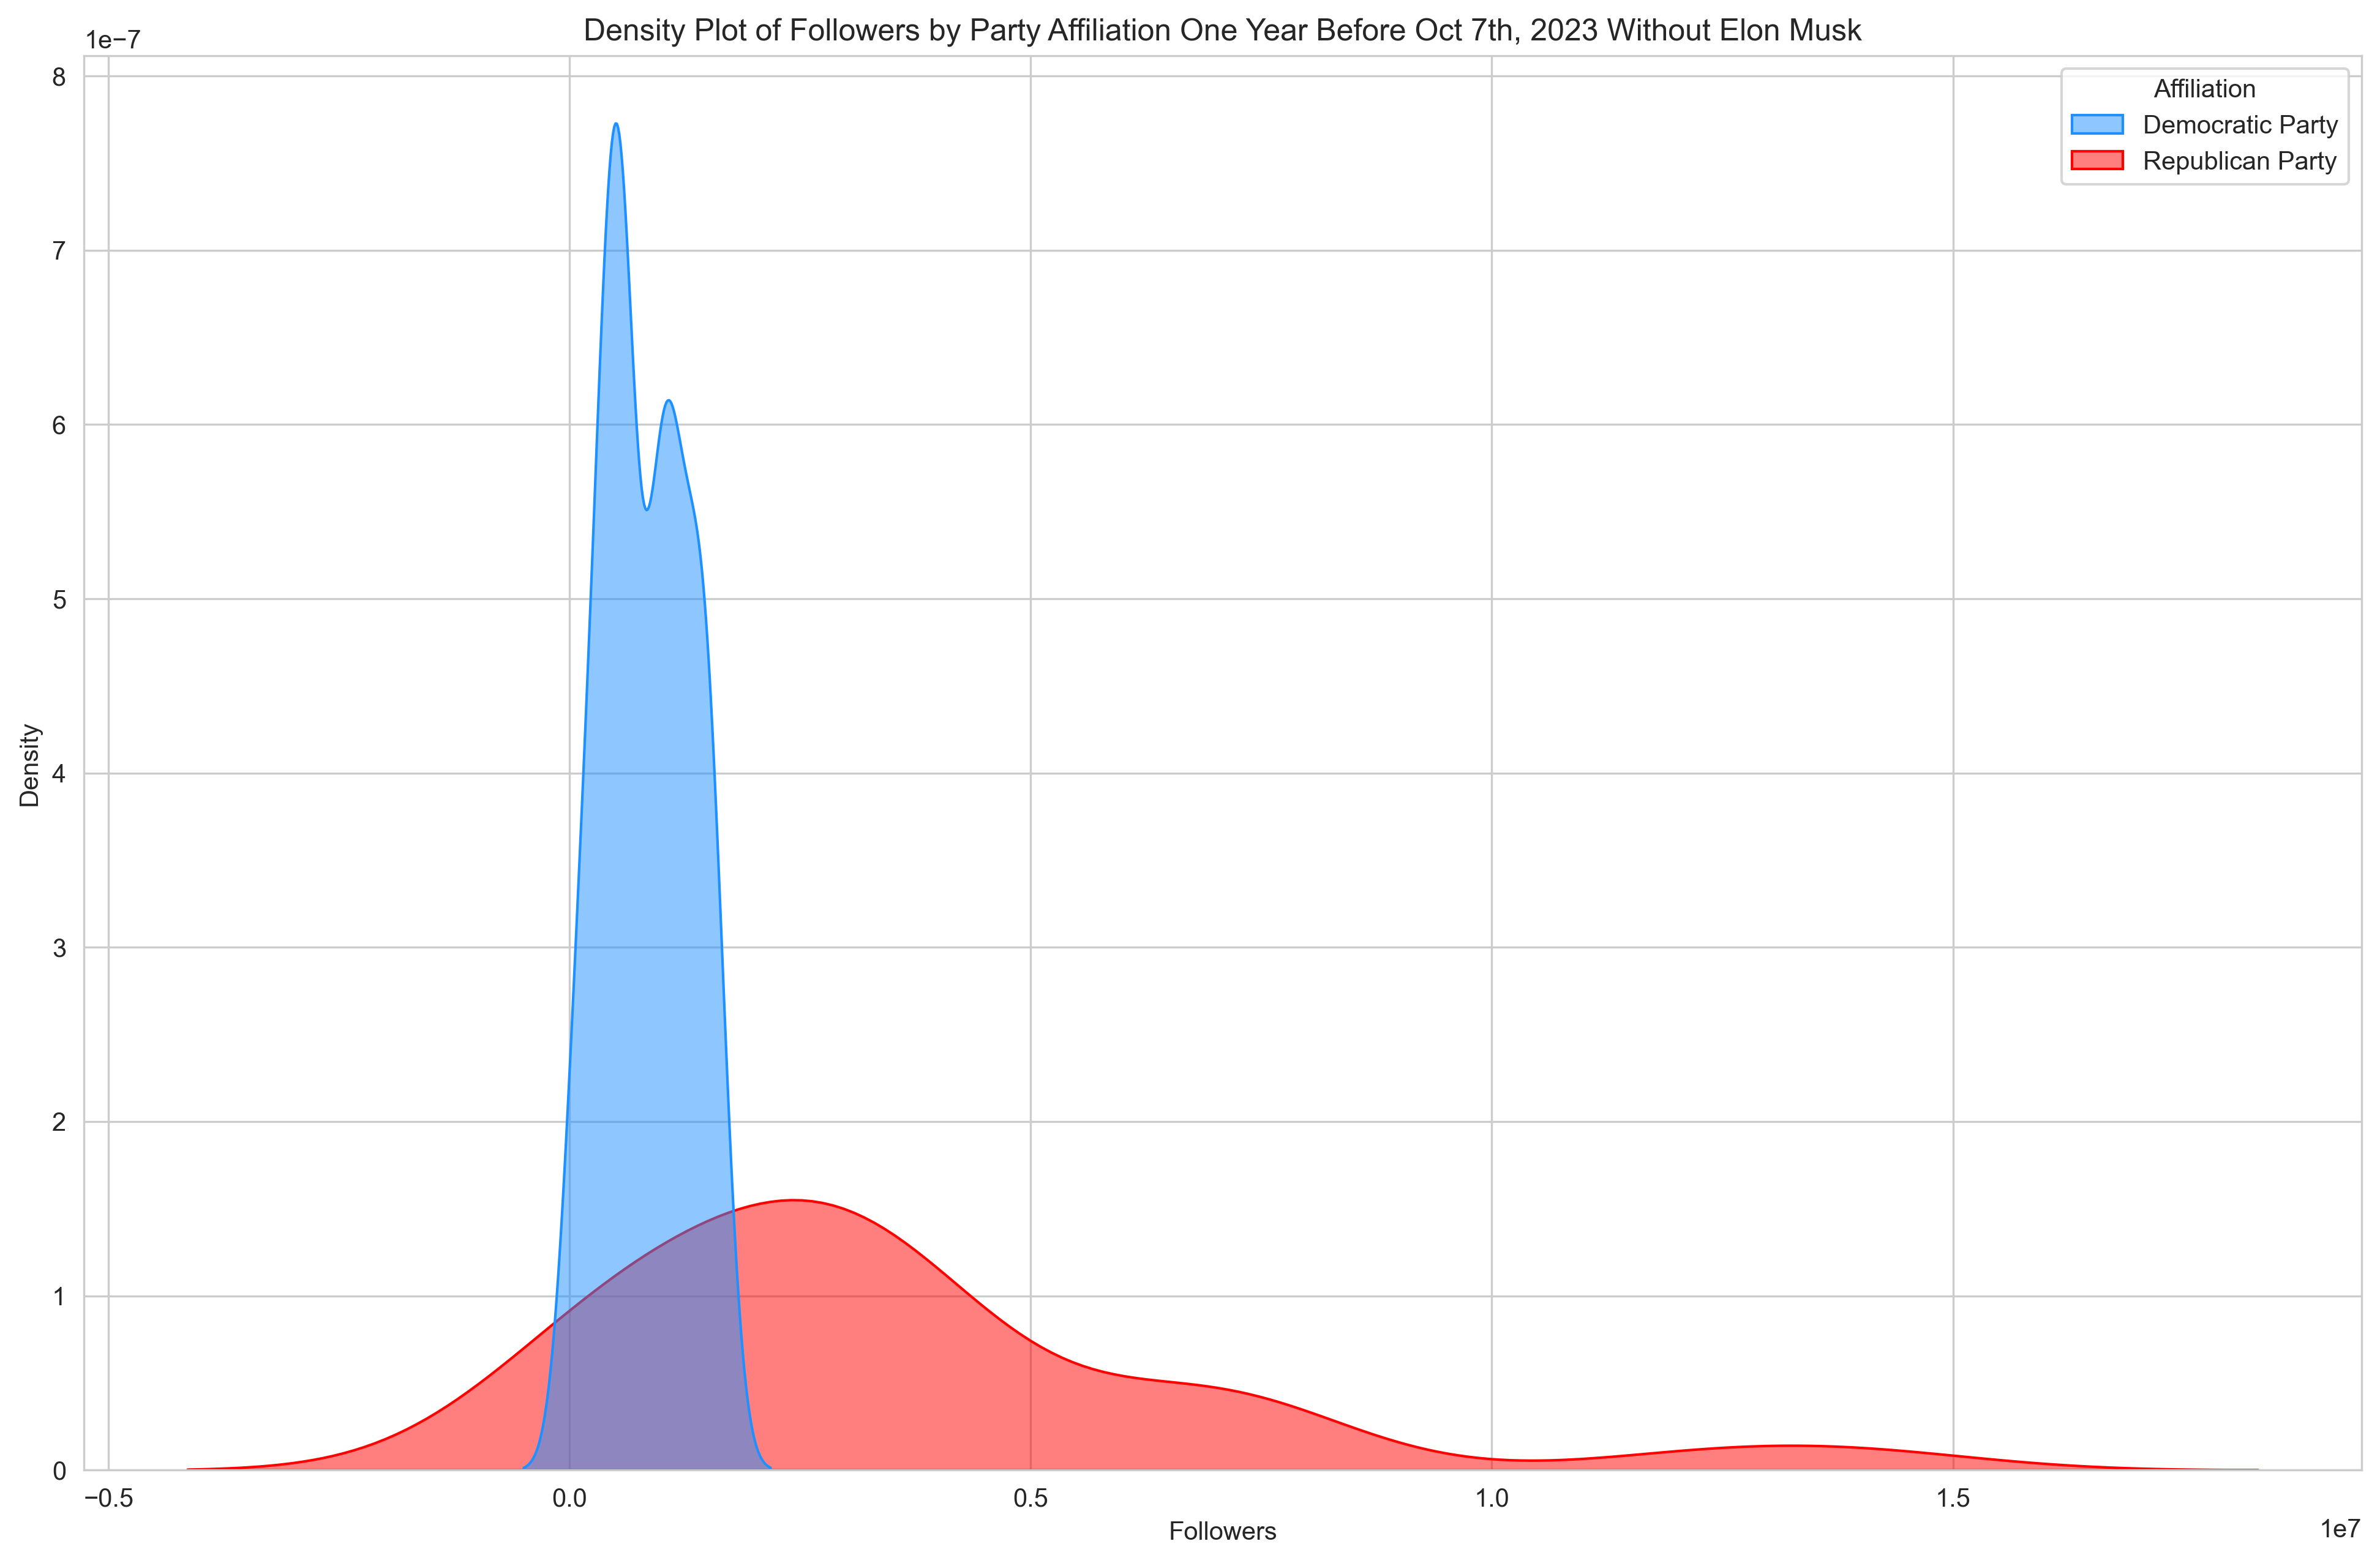 Density Plot of Followers by Party Affiliation One Year Before Oct 7th, 2023 Without Elon Musk
1e−7
Affiliation
Democratic Party
Republican Party
8
7
6
5
4
3
2
1
0
Density
−0.5
0.0
0.5
1.0
1.5
1e7
Followers